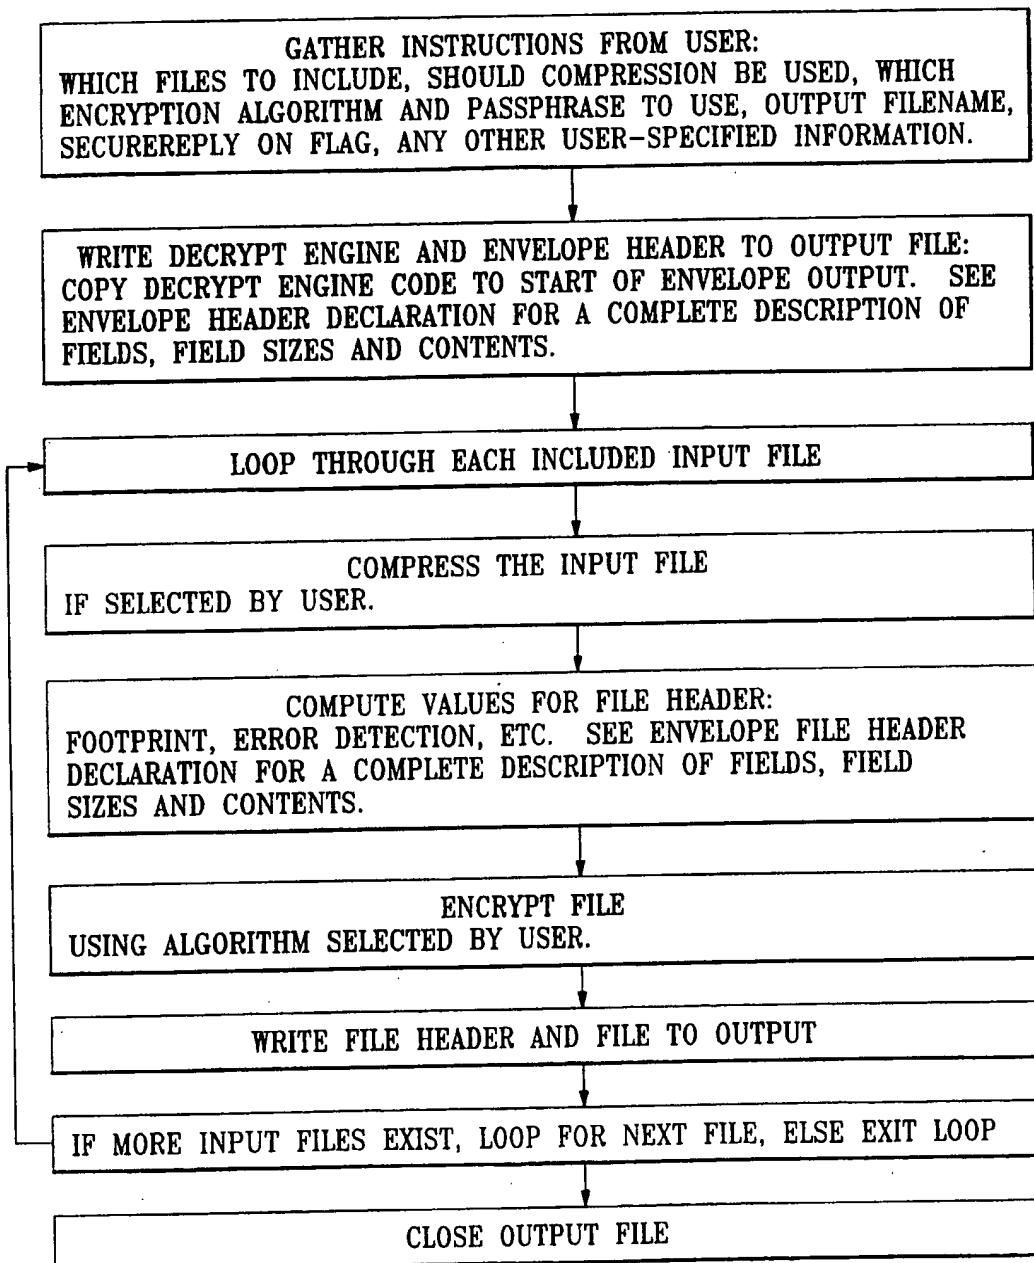 GATHER INSTRUCTIONS FROM USER:
WHICH FILES TO INCLUDE, SHOULD COMPRESSION BE USED, WHICH
ENCRYPTION ALGORITHM AND PASSPHRASE TO USE, OUTPUT FILENAME,
SECUREREPLY ON FLAG, ANY OTHER USER-SPECIFIED INFORMATION.
WRITE DECRYPT ENGINE AND ENVELOPE HEADER TO OUTPUT FILE:
COPY DECRYPT ENGINE CODE TO START OF ENVELOPE OUTPUT. SEE
ENVELOPE HEADER DECLARATION FOR A COMPLETE DESCRIPTION OF
FIELDS, FIELD SIZES AND CONTENTS.
LOOP THROUGH EACH INCLUDED INPUT FILE
COMPRESS THE INPUT FILE
IF SELECTED BY USER.
COMPUTE VALUES FOR FILE HEADER:
FOOTPRINT, ERROR DETECTION, ETC. SEE ENVELOPE FILE HEADER
DECLARATION FOR A COMPLETE DESCRIPTION OF FIELDS, FIELD
SIZES AND CONTENTS.
ENCRYPT FILE
USING ALGORITHM SELECTED BY USER.
WRITE FILE HEADER AND FILE TO OUTPUT
IF MORE INPUT FILES EXIST, LOOP FOR NEXT FILE, ELSE EXIT LOOP
CLOSE OUTPUT FILE